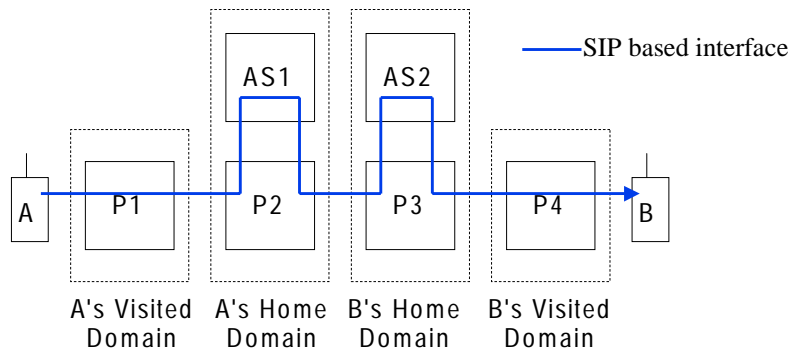 SIP based interface
AS1
AS2
A
P1
P2
P3
P4
B
A's Visited Domain
A's Home Domain
B's Home Domain
B's Visited Domain